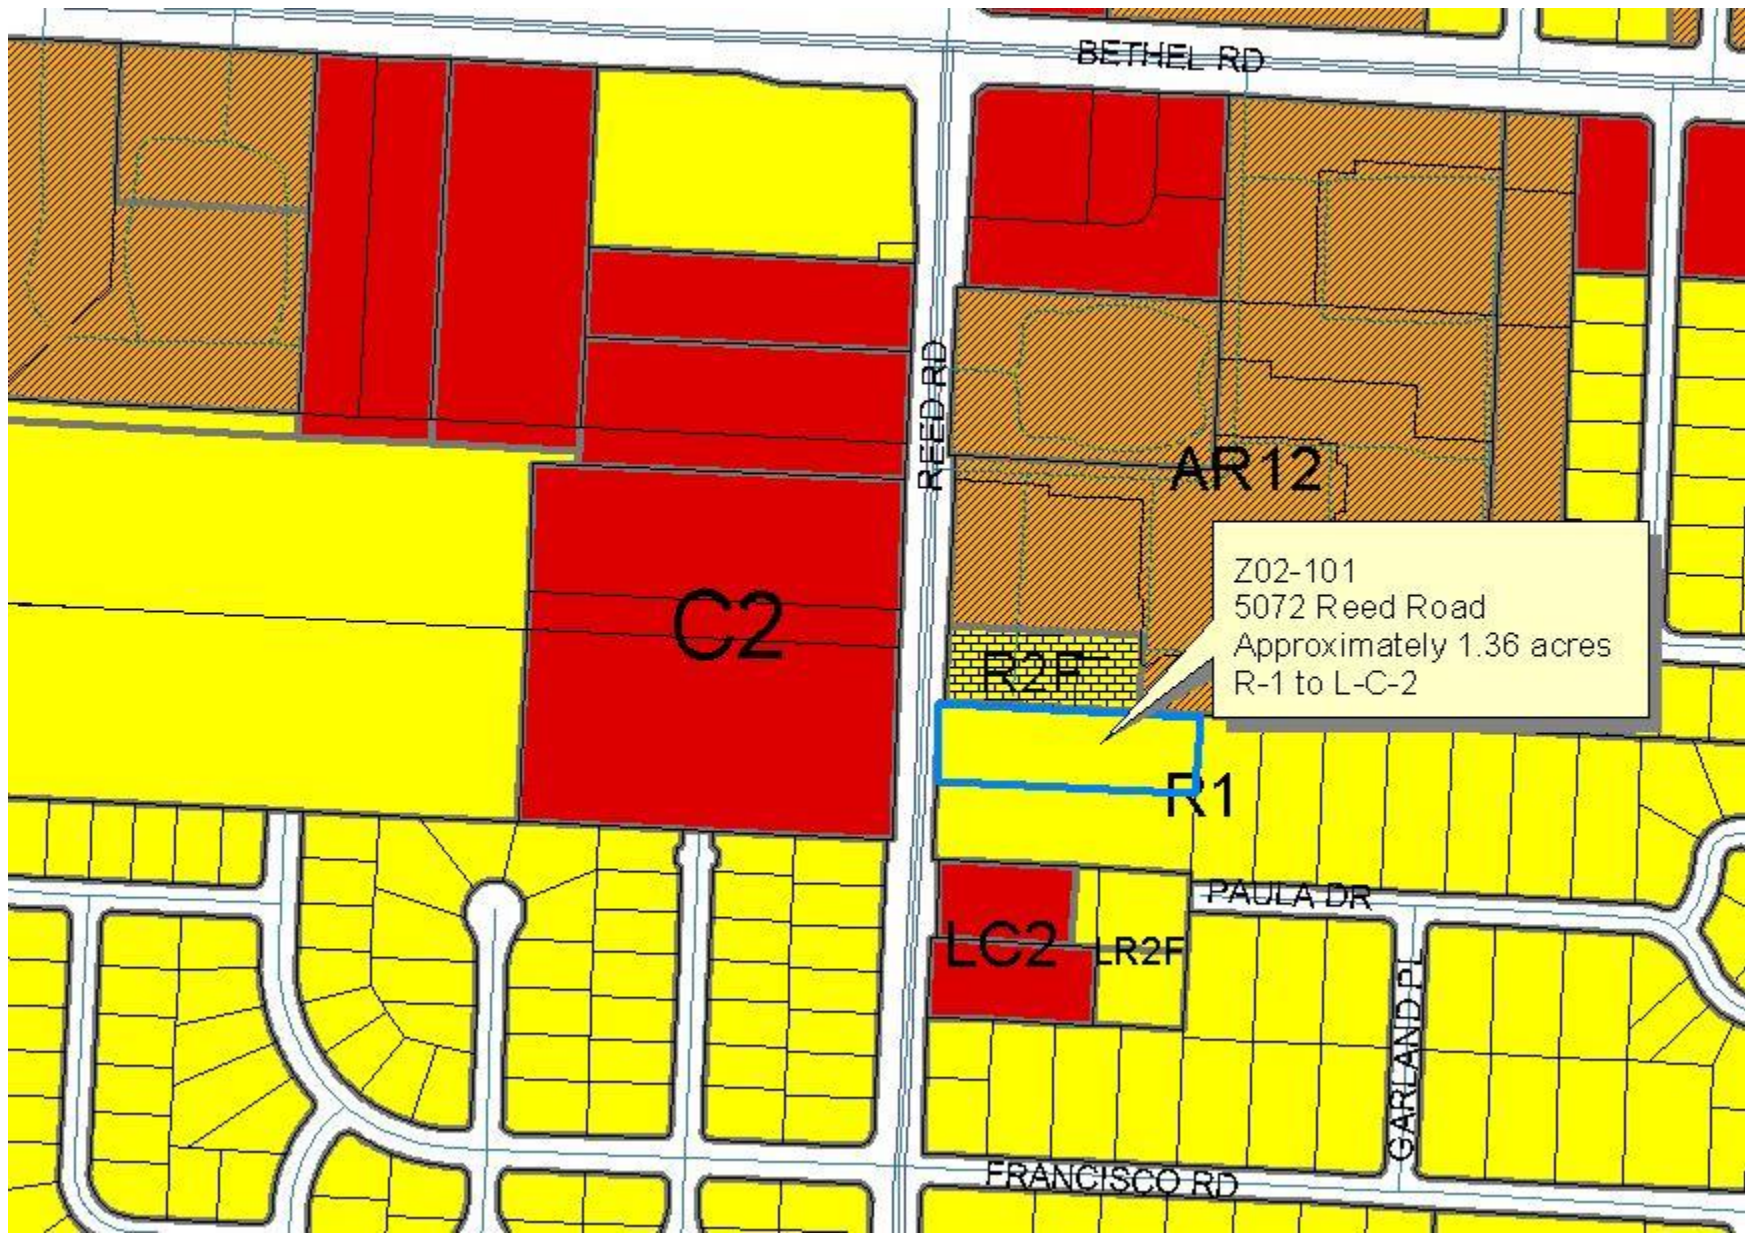 BETHEL RD
REED RD
AR12
Z02-101
5072 Reed Road
Approximately 1.36 acres
R-1 to L-C-2
C2
R2F
R1
PAULA DR
LC2
LR2F
GARLAND PL
FRANCISCO RD